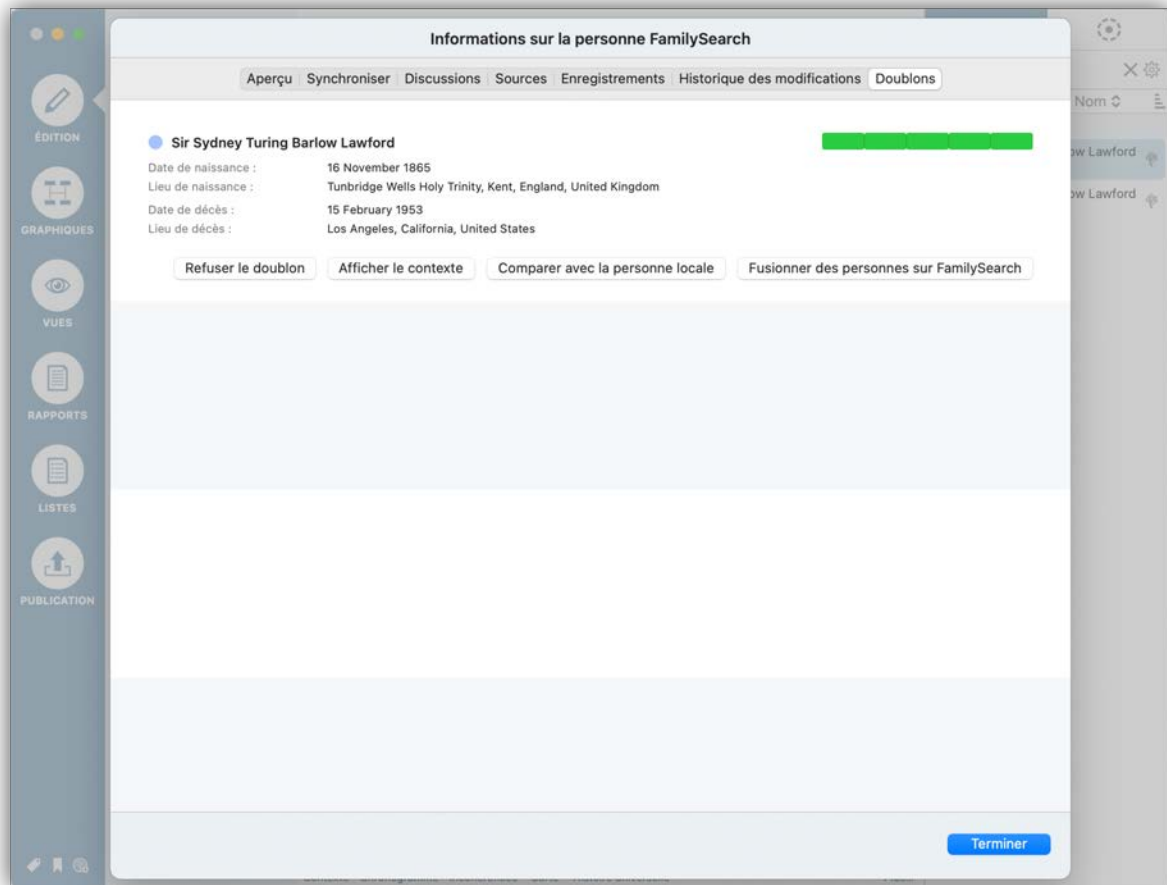 Informations sur la personne FamilySearch
Aperçu Synchroniser Discussions Sources Enregistrements Historique des modifications Doublons
Sir Sydney Turing Barlow Lawford
Date de naissance : 16 November 1865
Lieu de naissance : Tunbridge Wells Holy Trinity, Kent, England, United Kingdom
Date de décès : 15 February 1953
Lieu de décès : Los Angeles, California, United States
Refuser le doublon Afficher le contexte Comparer avec la personne locale Fusionner des personnes sur FamilySearch
Terminer
ÉDITION
GRAPHIQUES
VUES
RAPPORTS
LISTES
PUBLICATION
Nom
ow Lawford
ow Lawford